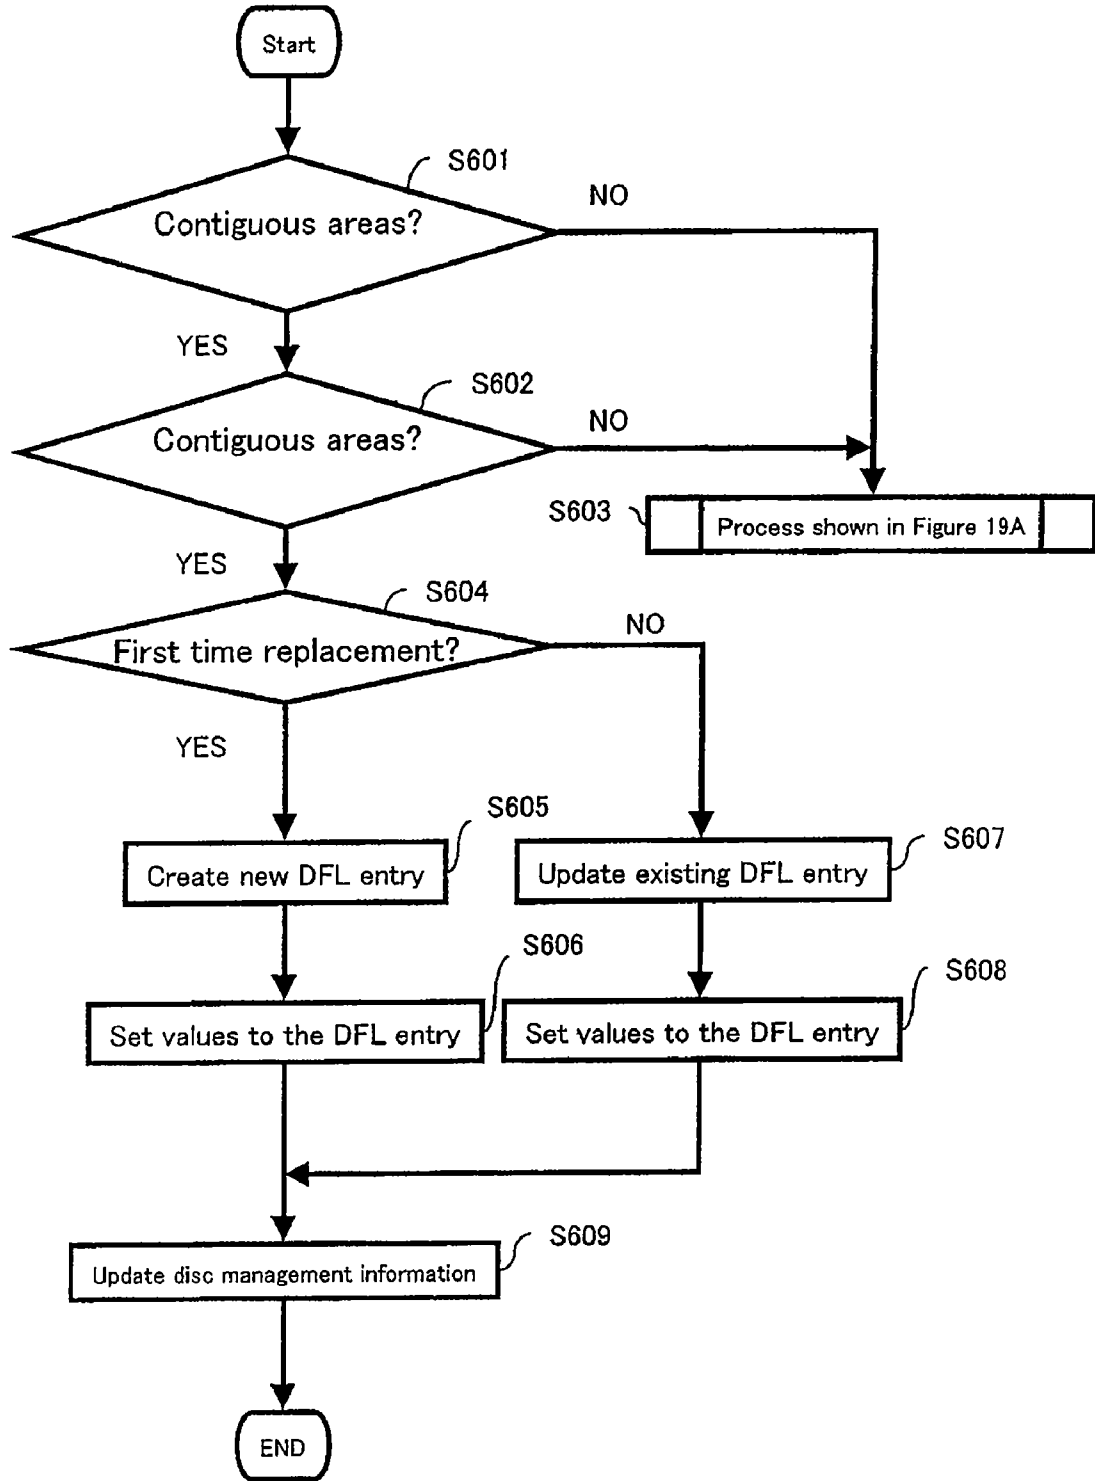 Start
S601
Contiguous areas?
NO
YES
S602
Contiguous areas?
NO
S603
Process shown in Figure 19A
YES
S604
First time replacement?
NO
YES
S605
Create new DFL entry
S607
Update existing DFL entry
S606
Set values to the DFL entry
S608
Set values to the DFL entry
S609
Update disc management information
END